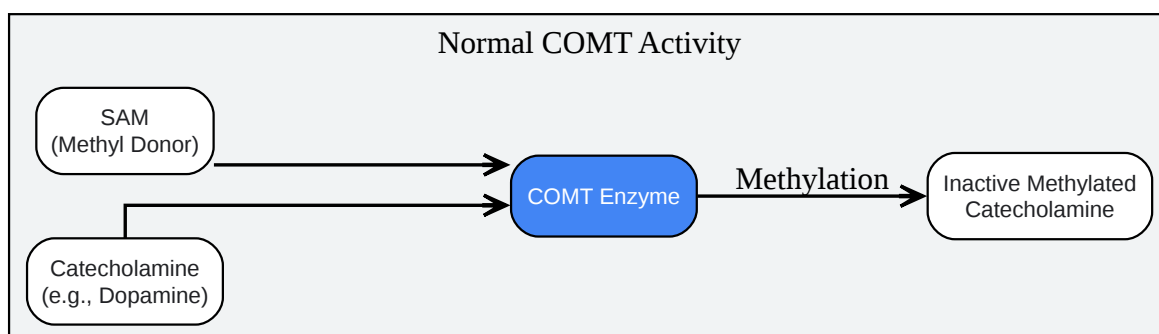 Normal COMT Activity
SAM
(Methyl Donor)
COMT Enzyme
Methylation
Inactive Methylated
Catecholamine
Catecholamine
(e.g., Dopamine)